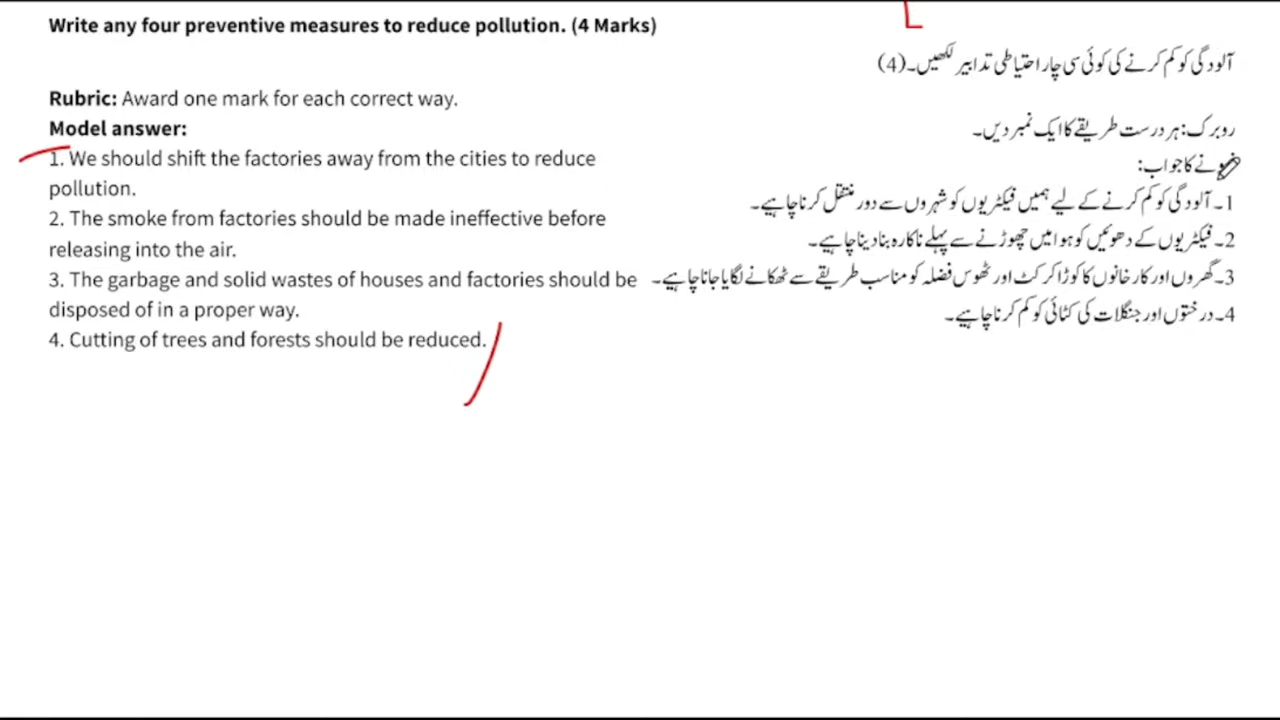 Write any four preventive measures to reduce pollution. (4 Marks)
Rubric: Award one mark for each correct way.
Model answer:
1. We should shift the factories away from the cities to reduce
pollution.
2. The smoke from factories should be made ineffective before
releasing into the air.
3. The garbage and solid wastes of houses and factories should be
disposed of in a proper way.
4. Cutting of trees and forests should be reduced.
آلودگی کو کم کرنے کی کوئی سی چار احتیاطی تدابیر لکھیں۔(4)
روبرک: ہر درست طریقے کا ایک نمبر دیں۔
نمونے کا جواب:
1۔ آلودگی کو کم کرنے کے لیے ہمیں فیکٹریوں کو شہروں سے دور منتقل کرنا چاہیے۔
2۔ فیکٹریوں کے دھوئیں کو ہوا میں چھوڑنے سے پہلے ناکارہ بنا دینا چاہیے۔
3۔ گھروں اور کارخانوں کا کوڑا کرکٹ اور ٹھوس فضلہ کو مناسب طریقے سے ٹھکانے لگایا جانا چاہیے۔
4۔ درختوں اور جنگلات کی کٹائی کو کم کرنا چاہیے۔